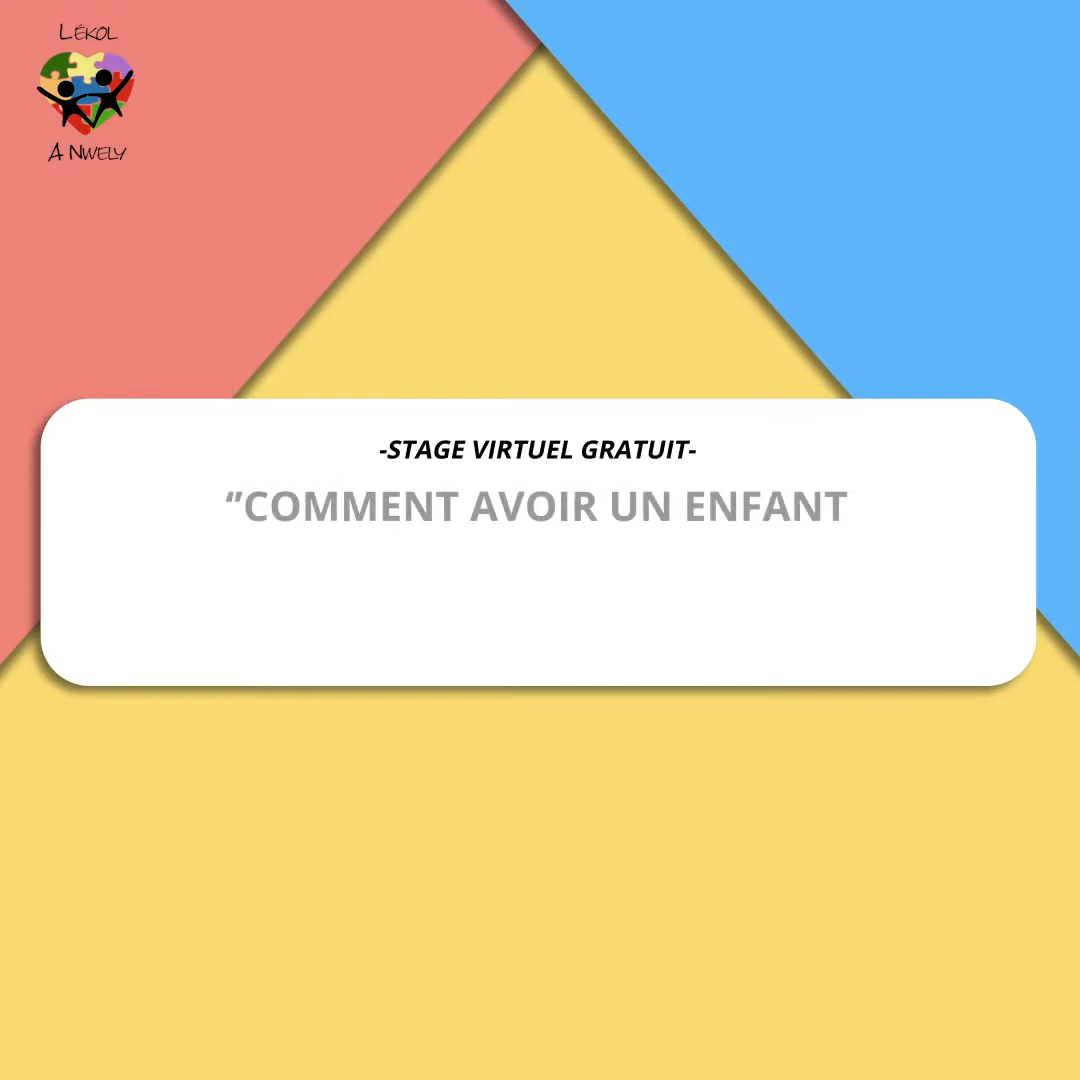 LÉKOL
A NWELY
-STAGE VIRTUEL GRATUIT-
“COMMENT AVOIR UN ENFANT